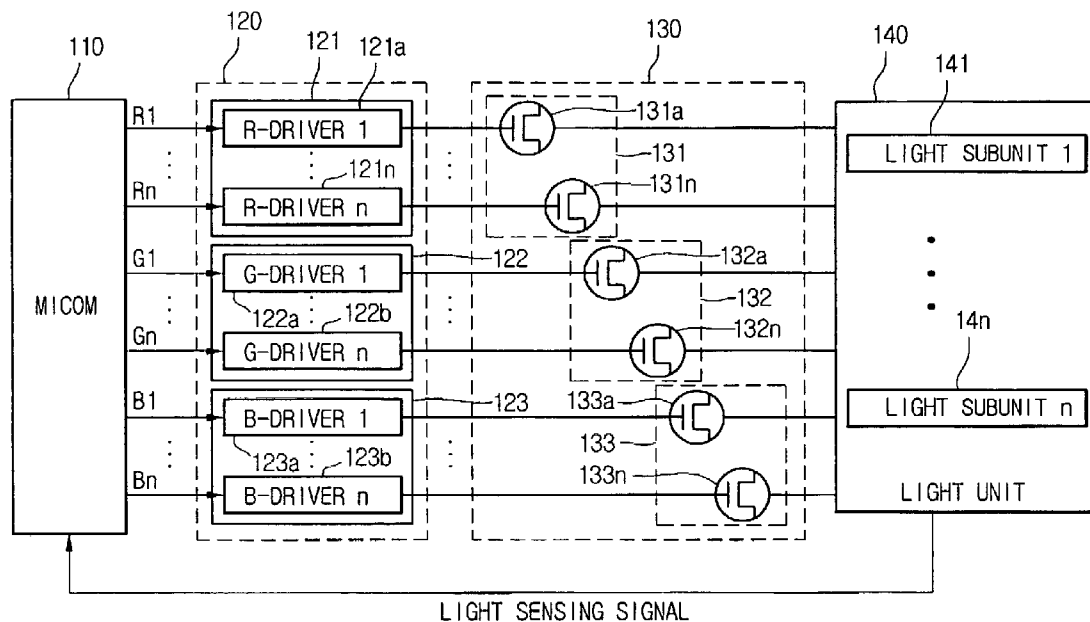 110
120
121
121a
130
140
141
R1
R-DRIVER 1
131a
131
LIGHT SUBUNIT 1
121n
131n
Rn
R-DRIVER n
G1
G-DRIVER 1
122
132a
MICOM
122a
122b
132
132n
Gn
G-DRIVER n
14n
B1
B-DRIVER 1
123
133a
LIGHT SUBUNIT n
123a
123b
133
133n
Bn
B-DRIVER n
LIGHT UNIT
LIGHT SENSING SIGNAL